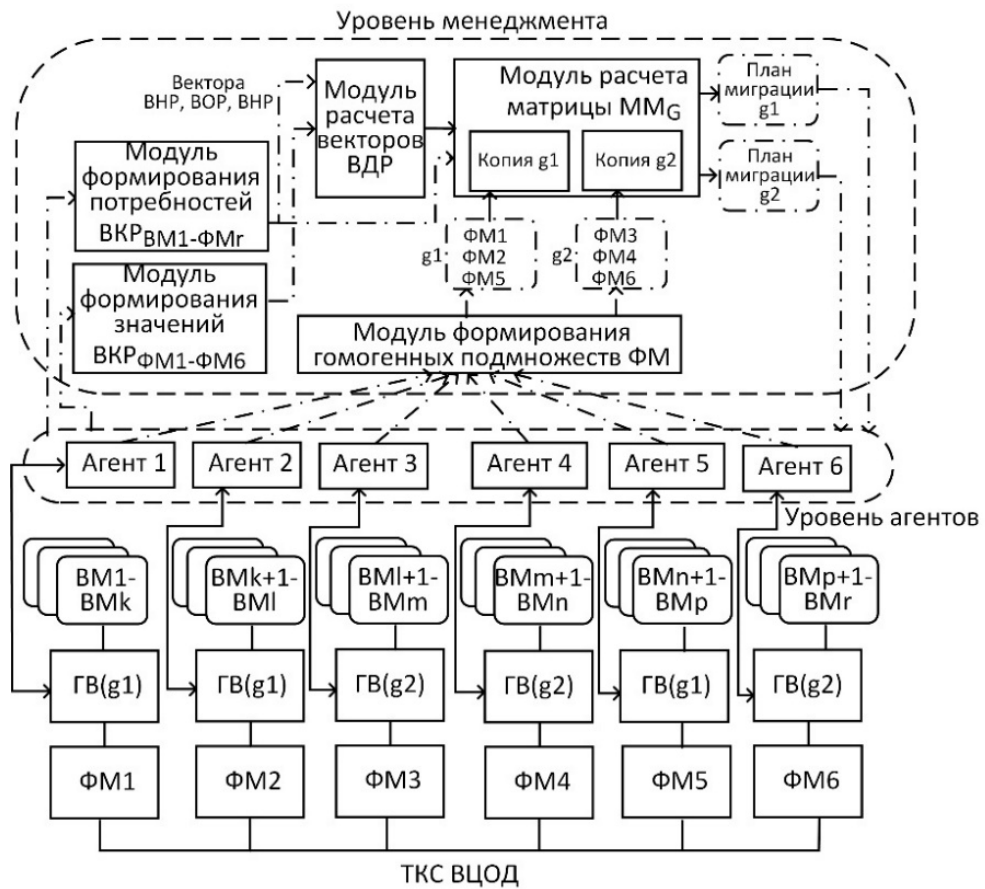 Уровень менеджмента
Вектора
ВНР, ВОР, ВНР
Модуль
расчета
векторов
ВДР
Модуль расчета
матрицы ММG
Копия g1
Копия g2
План
миграции
g1
План
миграции
g2
Модуль
формирования
потребностей
ВКРВМ1-ФМr
Модуль
формирования
значений
ВКРФМ1-ФМ6
g1
ФМ1
ФМ2
ФМ5
g2
ФМ3
ФМ4
ФМ6
Модуль формирования
гомогенных подмножеств ФМ
Агент 1
Агент 2
Агент 3
Агент 4
Агент 5
Агент 6
Уровень агентов
ВМ1-
ВМk
ВМk+1-
ВМl
ВМl+1-
ВМm
ВМm+1-
ВМn
ВМn+1-
ВМp
ВМp+1-
ВМr
ГВ(g1)
ГВ(g1)
ГВ(g2)
ГВ(g2)
ГВ(g1)
ГВ(g2)
ФМ1
ФМ2
ФМ3
ФМ4
ФМ5
ФМ6
ТКС ВЦОД